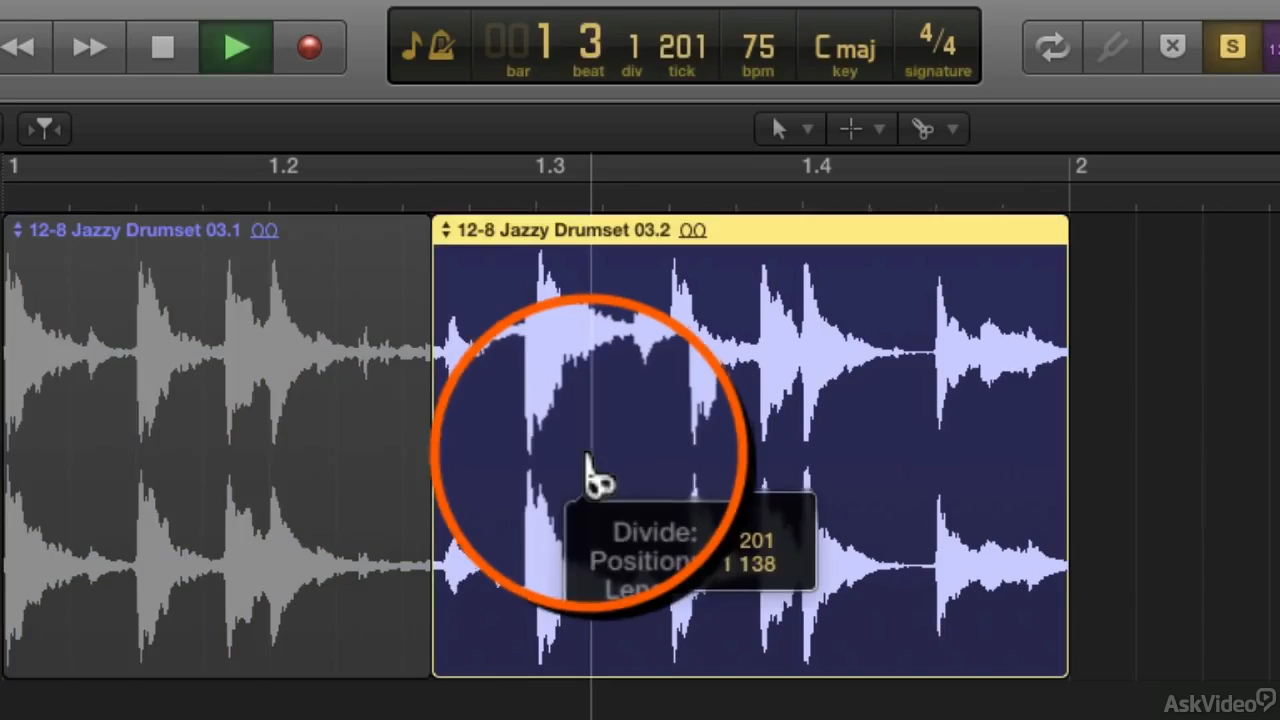 001 3 1 201 75 C maj 4/4
bar beat div tick bpm key signature
S
1 1.2 1.3 1.4 2
12-8 Jazzy Drumset 03.1 12-8 Jazzy Drumset 03.2
Divide: 201
Position: 1 138
AskVideo